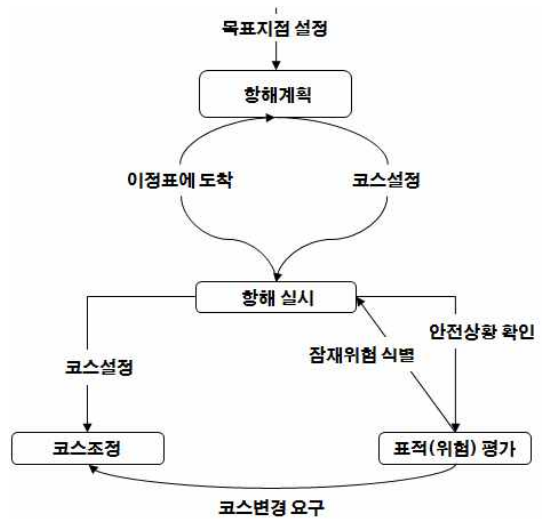 목표지점 설정
항해계획
이정표에 도착
코스설정
항해 실시
안전상황 확인
잠재위험 식별
코스설정
코스조정
표적(위험) 평가
코스변경 요구